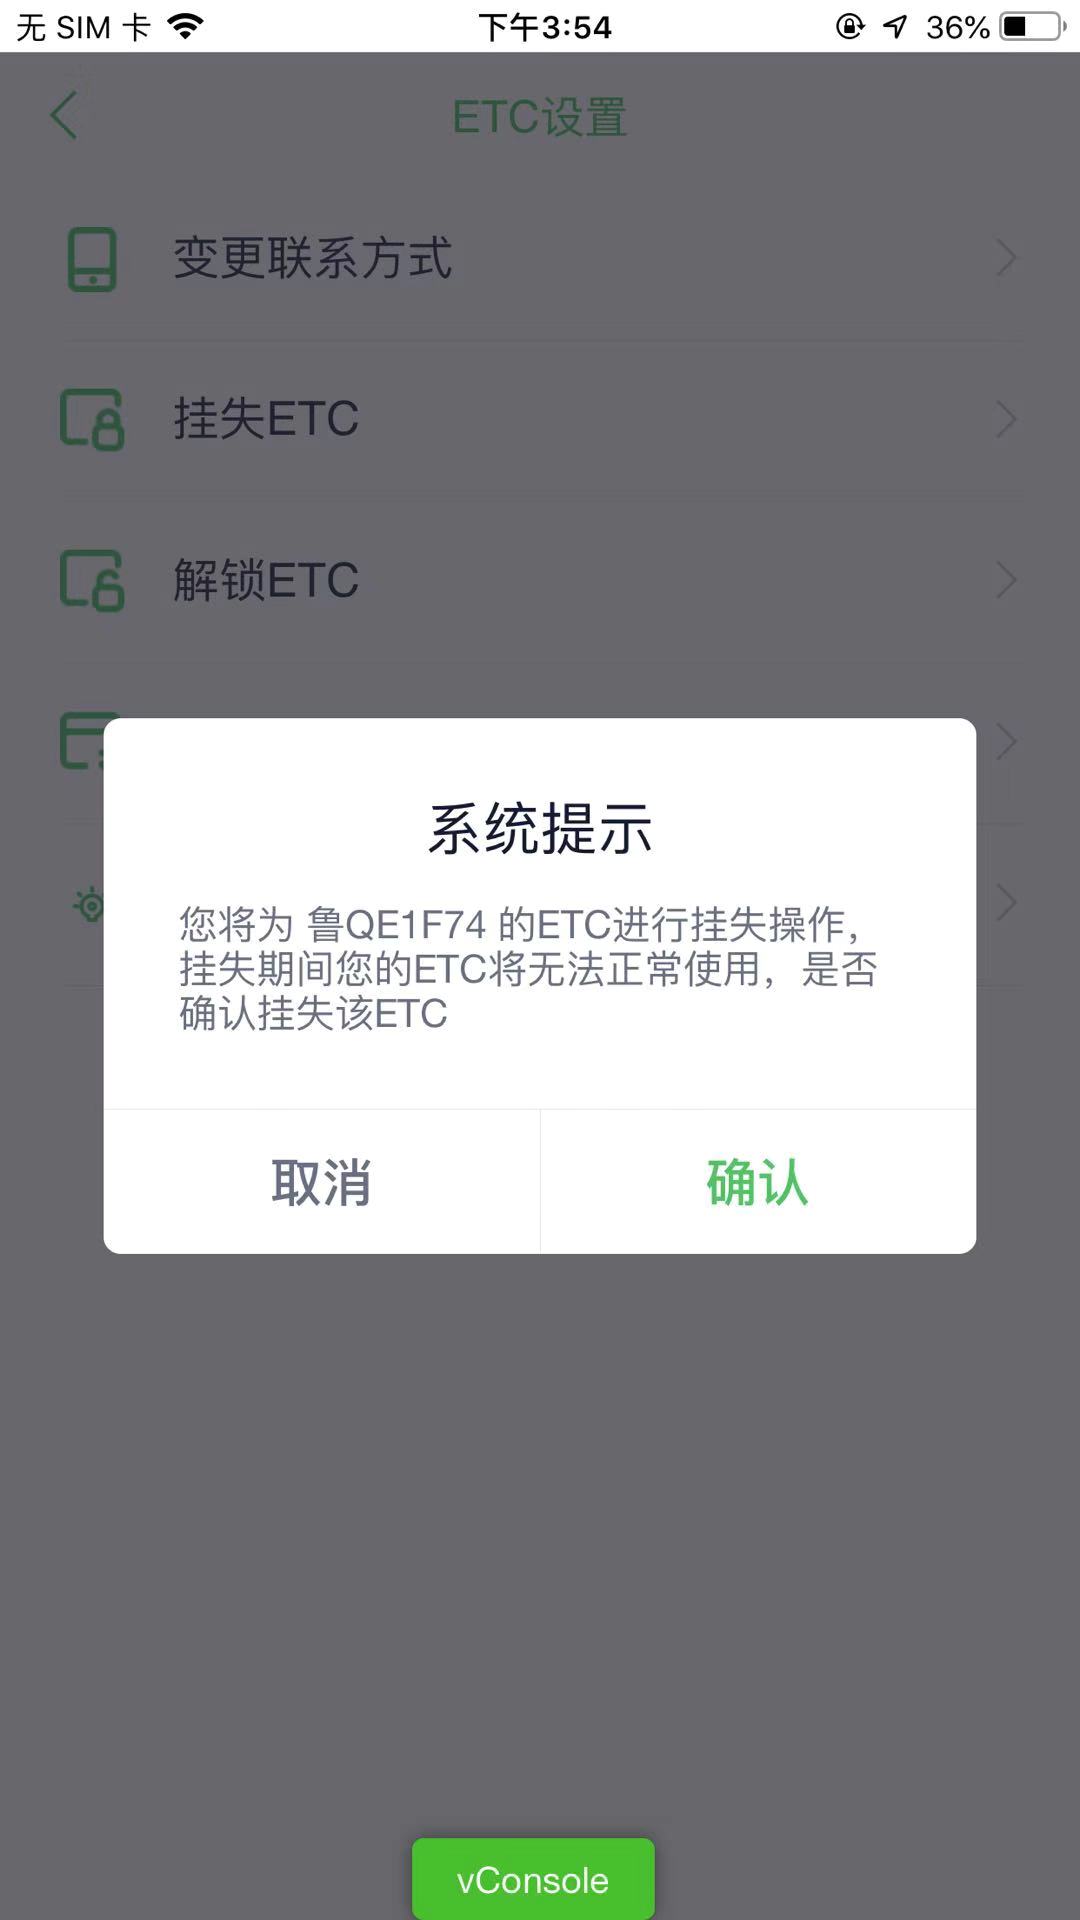 无 SIM 卡 下午3:54 36%
ETC设置
变更联系方式
挂失ETC
解锁ETC
系统提示
您将为 鲁QE1F74 的ETC进行挂失操作，
挂失期间您的ETC将无法正常使用，是否
确认挂失该ETC
取消 确认
vConsole